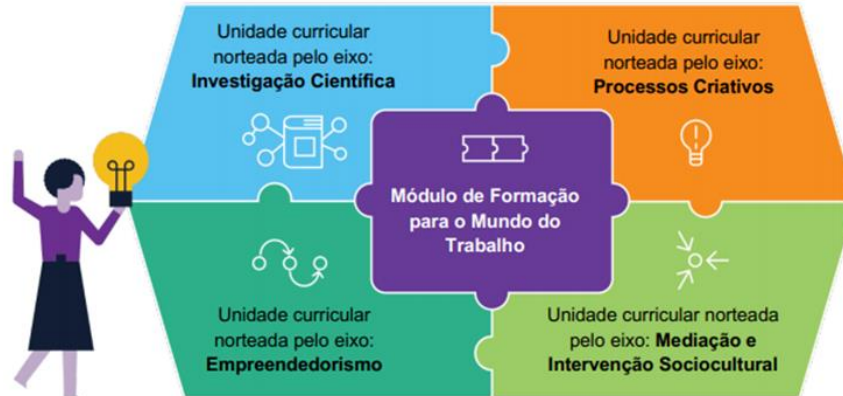 Unidade curricular
norteada pelo eixo:
Investigação Científica
Unidade curricular
norteada pelo eixo:
Processos Criativos
Módulo de Formação
para o Mundo do
Trabalho
Unidade curricular
norteada pelo eixo:
Empreendedorismo
Unidade curricular norteada
pelo eixo: Mediação e
Intervenção Sociocultural